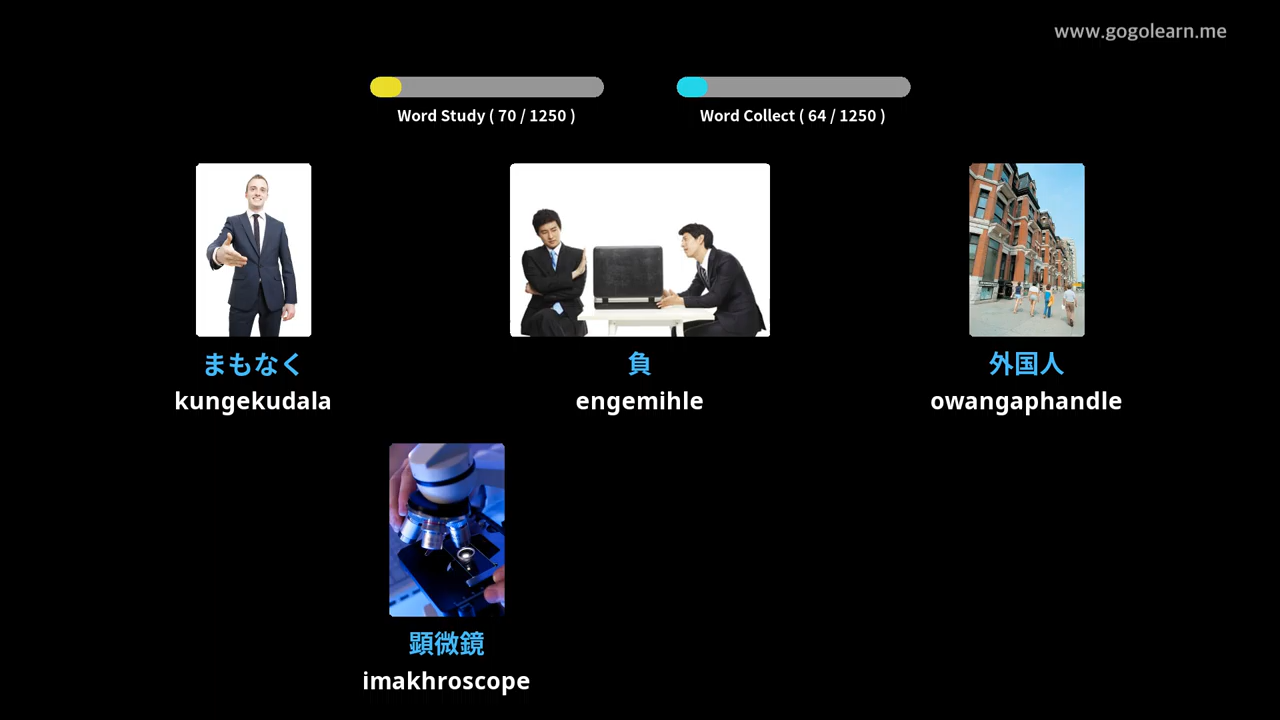 www.gogolearn.me
Word Study ( 70 / 1250 )
Word Collect ( 64 / 1250 )
まもなく
kungekudala
負
engemihle
外国人
owangaphandle
顕微鏡
imakhroscope